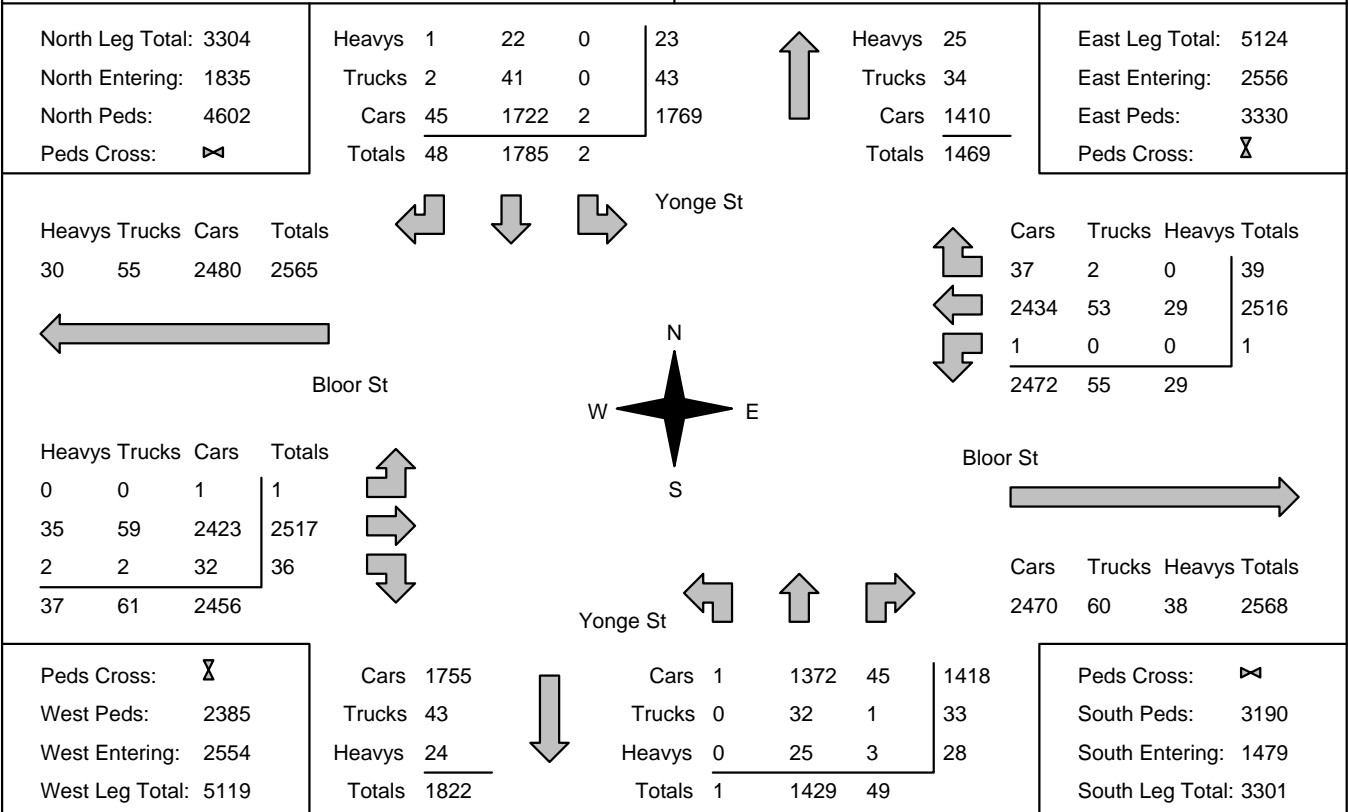 North Leg Total: 3304 Heavys 1 22 0 23 Heavys 25 East Leg Total: 5124
North Entering: 1835 Trucks 2 41 0 43 Trucks 34 East Entering: 2556
North Peds: 4602 Cars 45 1722 2 1769 Cars 1410 East Peds: 3330
Peds Cross: Totals 48 1785 2 Totals 1469 Peds Cross:
Yonge St
Heavys Trucks Cars Totals Cars Trucks Heavys Totals
30 55 2480 2565 37 2 0 39
2434 53 29 2516
N
1 0 0 1
Bloor St 2472 55 29
W E
Heavys Trucks Cars Totals Bloor St
0 0 1 1 S
35 59 2423 2517
2 2 32 36 Cars Trucks Heavys Totals
37 61 2456 2470 60 38 2568
Yonge St
Peds Cross: Cars 1755 Cars 1 1372 45 1418 Peds Cross:
West Peds: 2385 Trucks 43 Trucks 0 32 1 33 South Peds: 3190
West Entering: 2554 Heavys 24 Heavys 0 25 3 28 South Entering: 1479
West Leg Total: 5119 Totals 1822 Totals 1 1429 49 South Leg Total: 3301